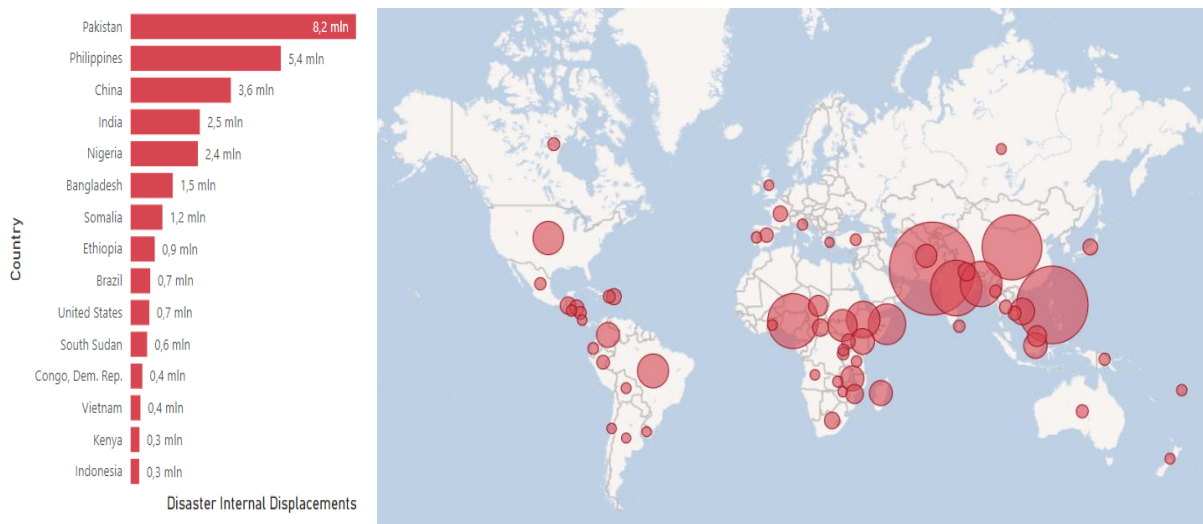 Pakistan 8,2 mln
Philippines 5,4 mln
China 3,6 mln
India 2,5 mln
Nigeria 2,4 mln
Bangladesh 1,5 mln
Somalia 1,2 mln
Ethiopia 0,9 mln
Brazil 0,7 mln
United States 0,7 mln
South Sudan 0,6 mln
Congo, Dem. Rep. 0,4 mln
Vietnam 0,4 mln
Kenya 0,3 mln
Indonesia 0,3 mln
Country
Disaster Internal Displacements